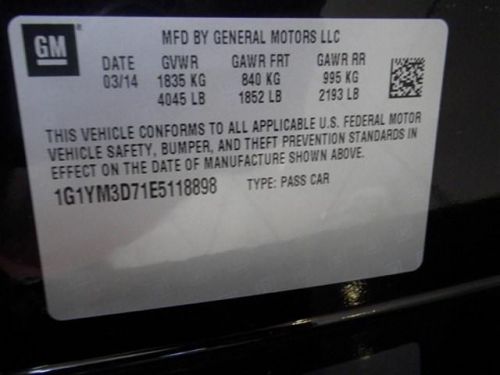 GM
MFD BY GENERAL MOTORS LLC
DATE GVWR GAWR FRT GAWR RR
03/14 1835 KG 840 KG 995 KG
4045 LB 1852 LB 2193 LB
THIS VEHICLE CONFORMS TO ALL APPLICABLE U.S. FEDERAL MOTOR
VEHICLE SAFETY, BUMPER, AND THEFT PREVENTION STANDARDS IN
EFFECT ON THE DATE OF MANUFACTURE SHOWN ABOVE.
1G1YM3D71E5118898 TYPE: PASS CAR